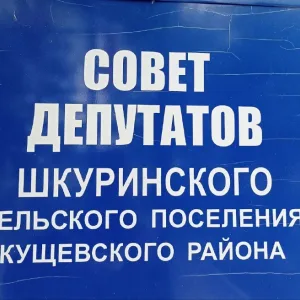 СОВЕТ
ДЕПУТАТОВ
ШКУРИНСКОГО
ЕЛЬСКОГО ПОСЕЛЕНИЯ
КУЩЕВСКОГО РАЙОНА